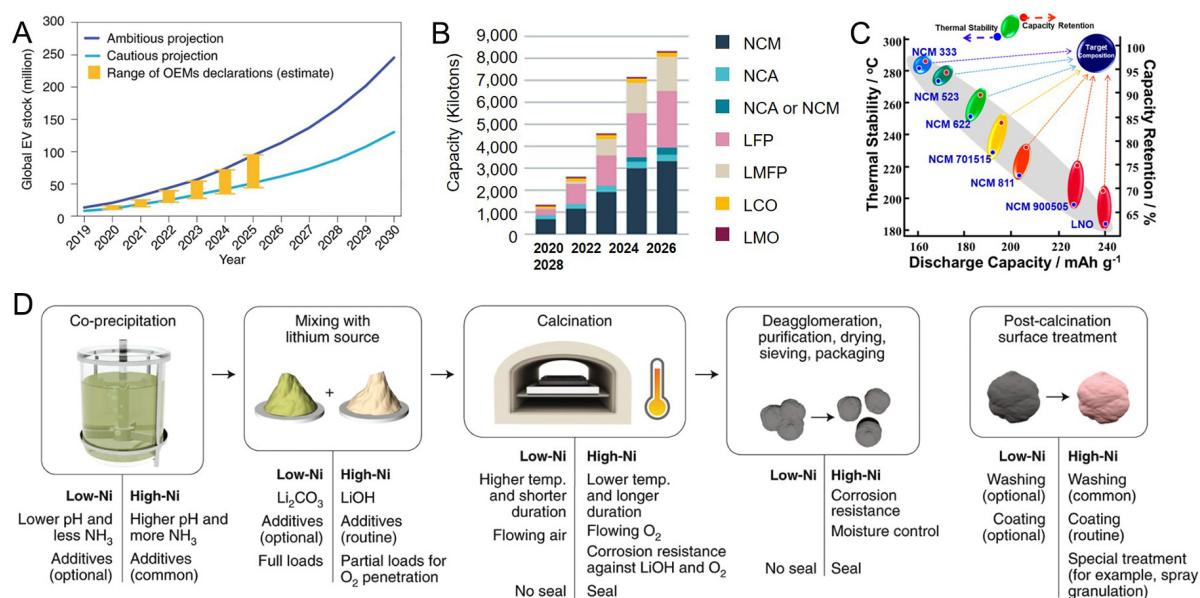 A
Global EV stock (million)
300
250
200
150
100
50
0
Ambitious projection
Cautious projection
Range of OEMs declarations (estimate)
2019
2020
2021
2022
2023
2024
2025
2026
2027
2028
2029
2030
Year
B
Capacity (Kilotons)
9,000
8,000
7,000
6,000
5,000
4,000
3,000
2,000
1,000
0
2020 2022 2024 2026
2028
NCM
NCA
NCA or NCM
LFP
LMFP
LCO
LMO
C
Thermal Stability
Capacity Retention
Thermal Stability / ºC
300
280
260
240
220
200
180
NCM 333
NCM 523
NCM 622
NCM 701515
NCM 811
NCM 900505
LNO
Target
Composition
100
95
90
85
80
75
70
65
Capacity Retention / %
160 180 200 220 240
Discharge Capacity / mAh g-1
D
Co-precipitation
Low-Ni
Lower pH and
less NH3
Additives
(optional)
High-Ni
Higher pH and
more NH3
Additives
(common)
Mixing with
lithium source
+
Low-Ni
Li2CO3
Additives
(optional)
Full loads
High-Ni
LiOH
Additives
(routine)
Partial loads for
O2 penetration
Calcination
Low-Ni
Higher temp.
and shorter
duration
Flowing air
No seal
High-Ni
Lower temp.
and longer
duration
Flowing O2
Corrosion resistance
against LiOH and O2
Seal
Deagglomeration,
purification, drying,
sieving, packaging
Low-Ni
No seal
High-Ni
Corrosion
resistance
Moisture control
Seal
Post-calcination
surface treatment
Low-Ni
Washing
(optional)
Coating
(optional)
High-Ni
Washing
(common)
Coating
(routine)
Special treatment
(for example, spray
granulation)